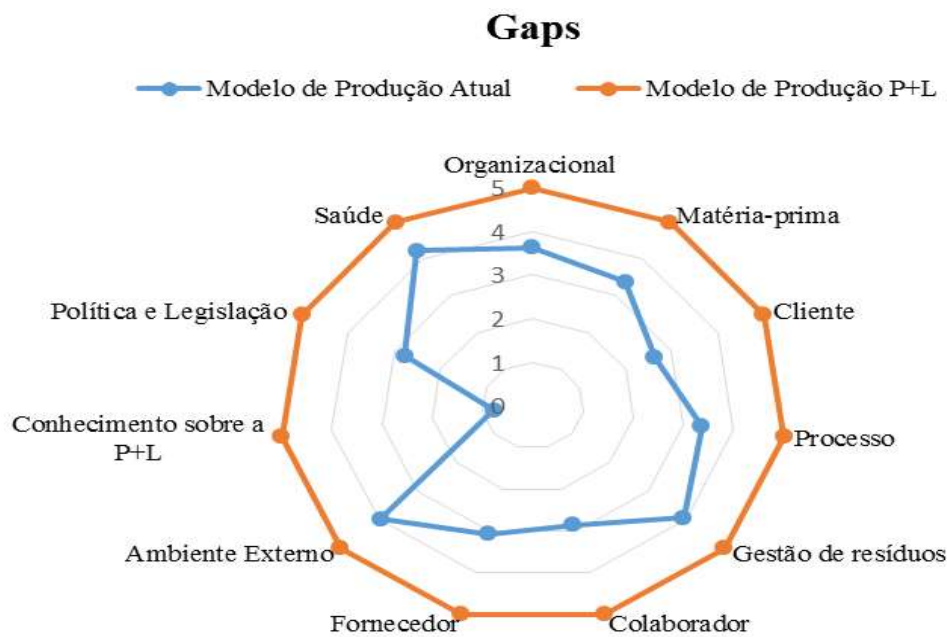 Gaps
Modelo de Produção Atual
Modelo de Produção P+L
Organizacional
5
Saúde
Matéria-prima
4
3
Política e Legislação
Cliente
2
1
0
Conhecimento sobre a
P+L
Processo
Ambiente Externo
Gestão de resíduos
Fornecedor
Colaborador